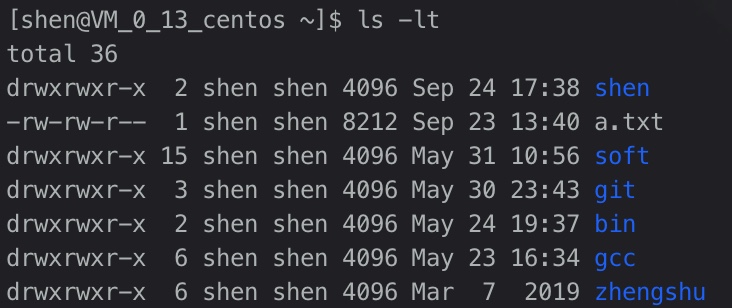 [shen@VM_0_13_centos ~]$ ls -lt
total 36
drwxrwxr-x  2 shen shen 4096 Sep 24 17:38 shen
-rw-rw-r--  1 shen shen 8212 Sep 23 13:40 a.txt
drwxrwxr-x 15 shen shen 4096 May 31 10:56 soft
drwxrwxr-x  3 shen shen 4096 May 30 23:43 git
drwxrwxr-x  2 shen shen 4096 May 24 19:37 bin
drwxrwxr-x  6 shen shen 4096 May 23 16:34 gcc
drwxrwxr-x  6 shen shen 4096 Mar  7  2019 zhengshu